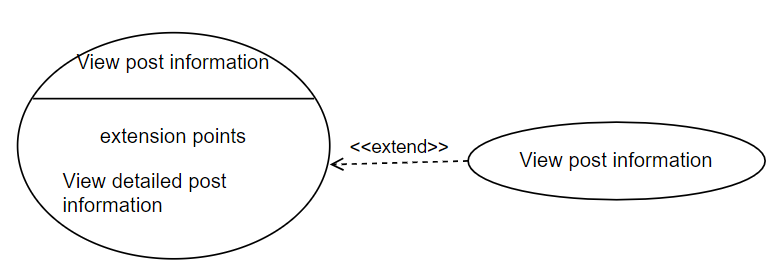 View post information
extension points
View detailed post
information
<<extend>>
View post information